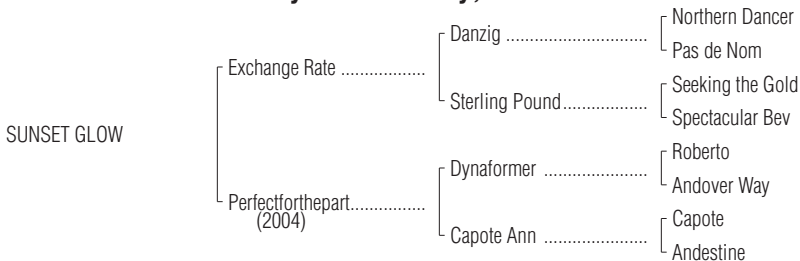 Northern Dancer
Danzig ..............................
Pas de Nom
Exchange Rate ..................
Seeking the Gold
Sterling Pound..................
Spectacular Bev
SUNSET GLOW
Roberto
Dynaformer ......................
Andover Way
Perfectforthepart................
(2004)
Capote
Capote Ann .......................
Andestine